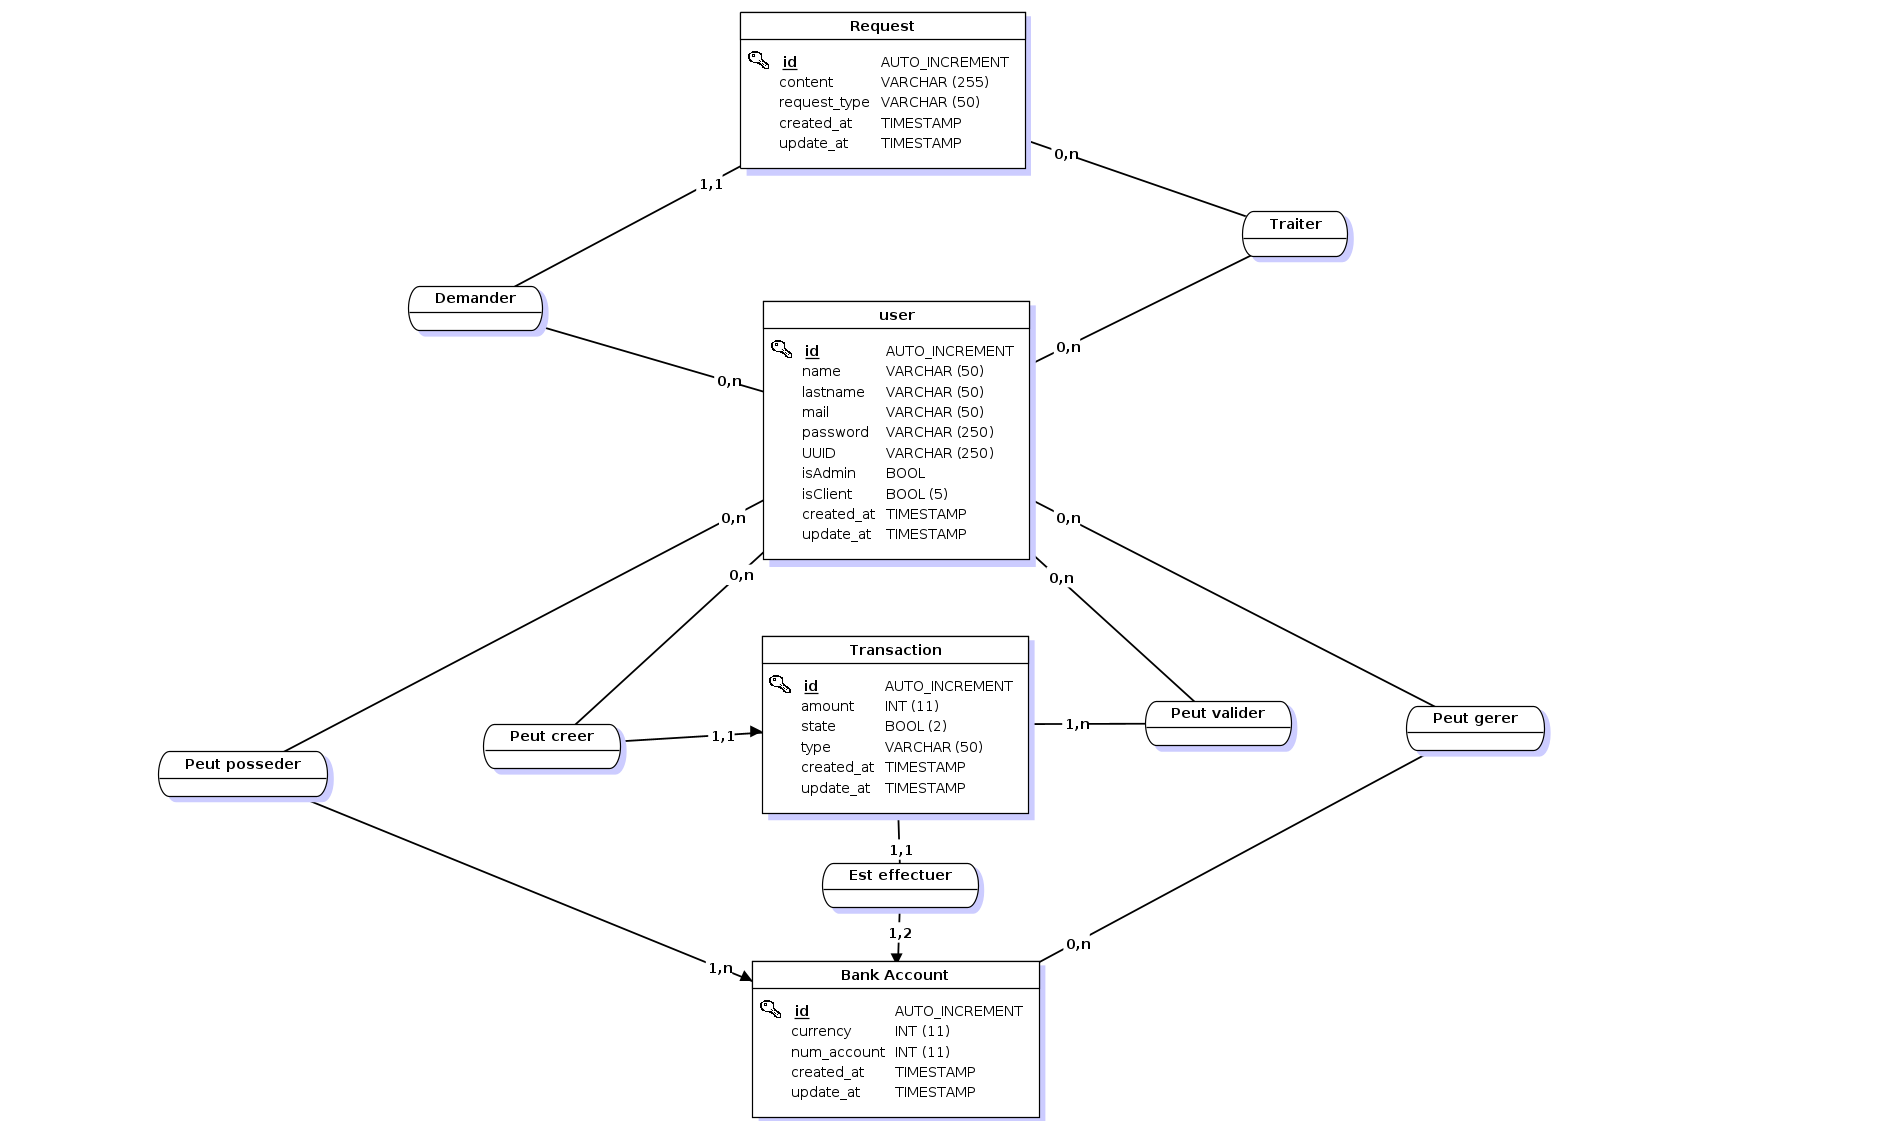 Request
id AUTO_INCREMENT
content VARCHAR (255)
request_type VARCHAR (50)
created_at TIMESTAMP
update_at TIMESTAMP
0,n
1,1
Traiter
Demander
user
id AUTO_INCREMENT
name VARCHAR (50)
lastname VARCHAR (50)
mail VARCHAR (50)
password VARCHAR (250)
UUID VARCHAR (250)
isAdmin BOOL
isClient BOOL (5)
created_at TIMESTAMP
update_at TIMESTAMP
0,n
0,n
0,n
0,n
0,n
0,n
Transaction
id AUTO_INCREMENT
amount INT (11)
state BOOL (2)
type VARCHAR (50)
created_at TIMESTAMP
update_at TIMESTAMP
Peut posseder
Peut creer
1,1
1,n
Peut valider
Peut gerer
1,1
Est effectuer
1,2
1,n
0,n
Bank Account
id AUTO_INCREMENT
currency INT (11)
num_account INT (11)
created_at TIMESTAMP
update_at TIMESTAMP